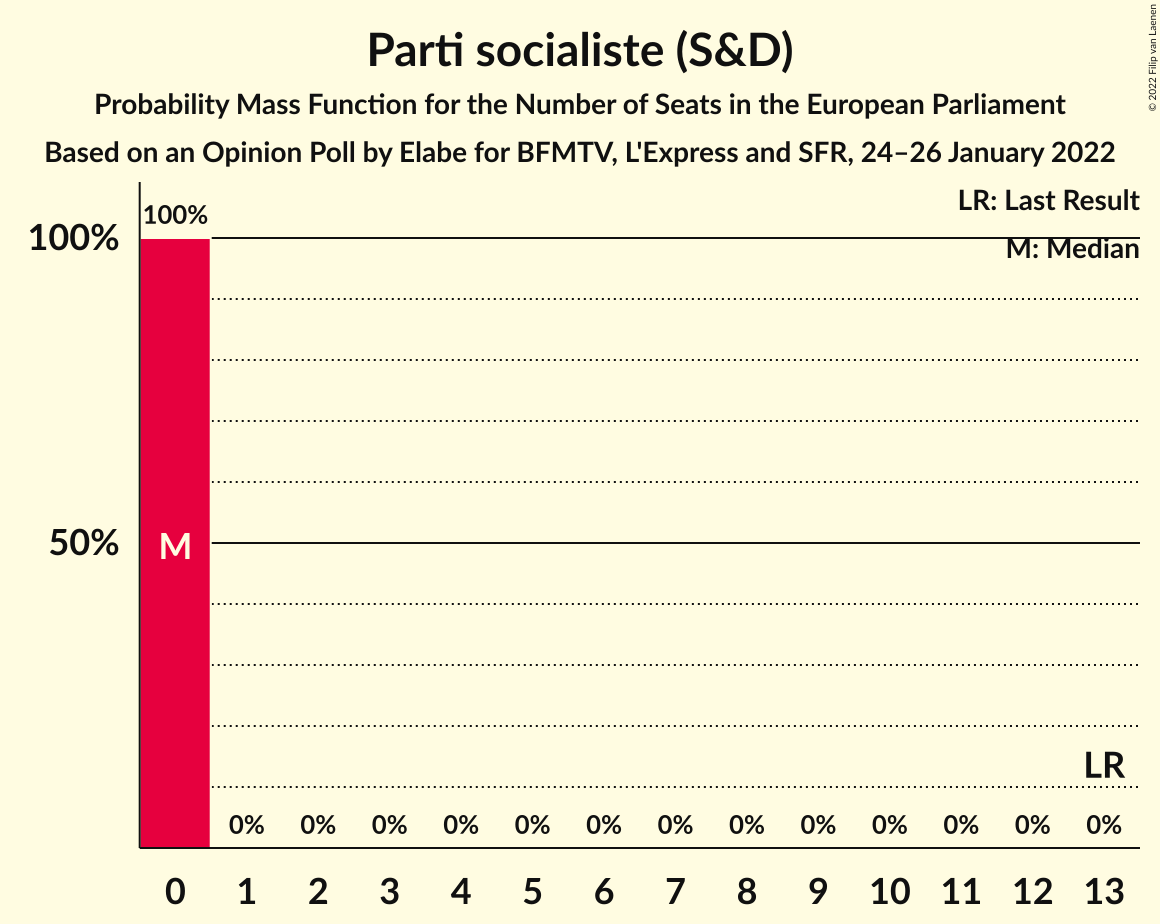 Parti socialiste (S&D)
Probability Mass Function for the Number of Seats in the European Parliament
Based on an Opinion Poll by Elabe for BFMTV, L'Express and SFR, 24–26 January 2022
© 2022 Filip van Laenen
LR: Last Result
M: Median
100%
100%
50%
M
LR
0% 0% 0% 0% 0% 0% 0% 0% 0% 0% 0% 0% 0%
0 1 2 3 4 5 6 7 8 9 10 11 12 13